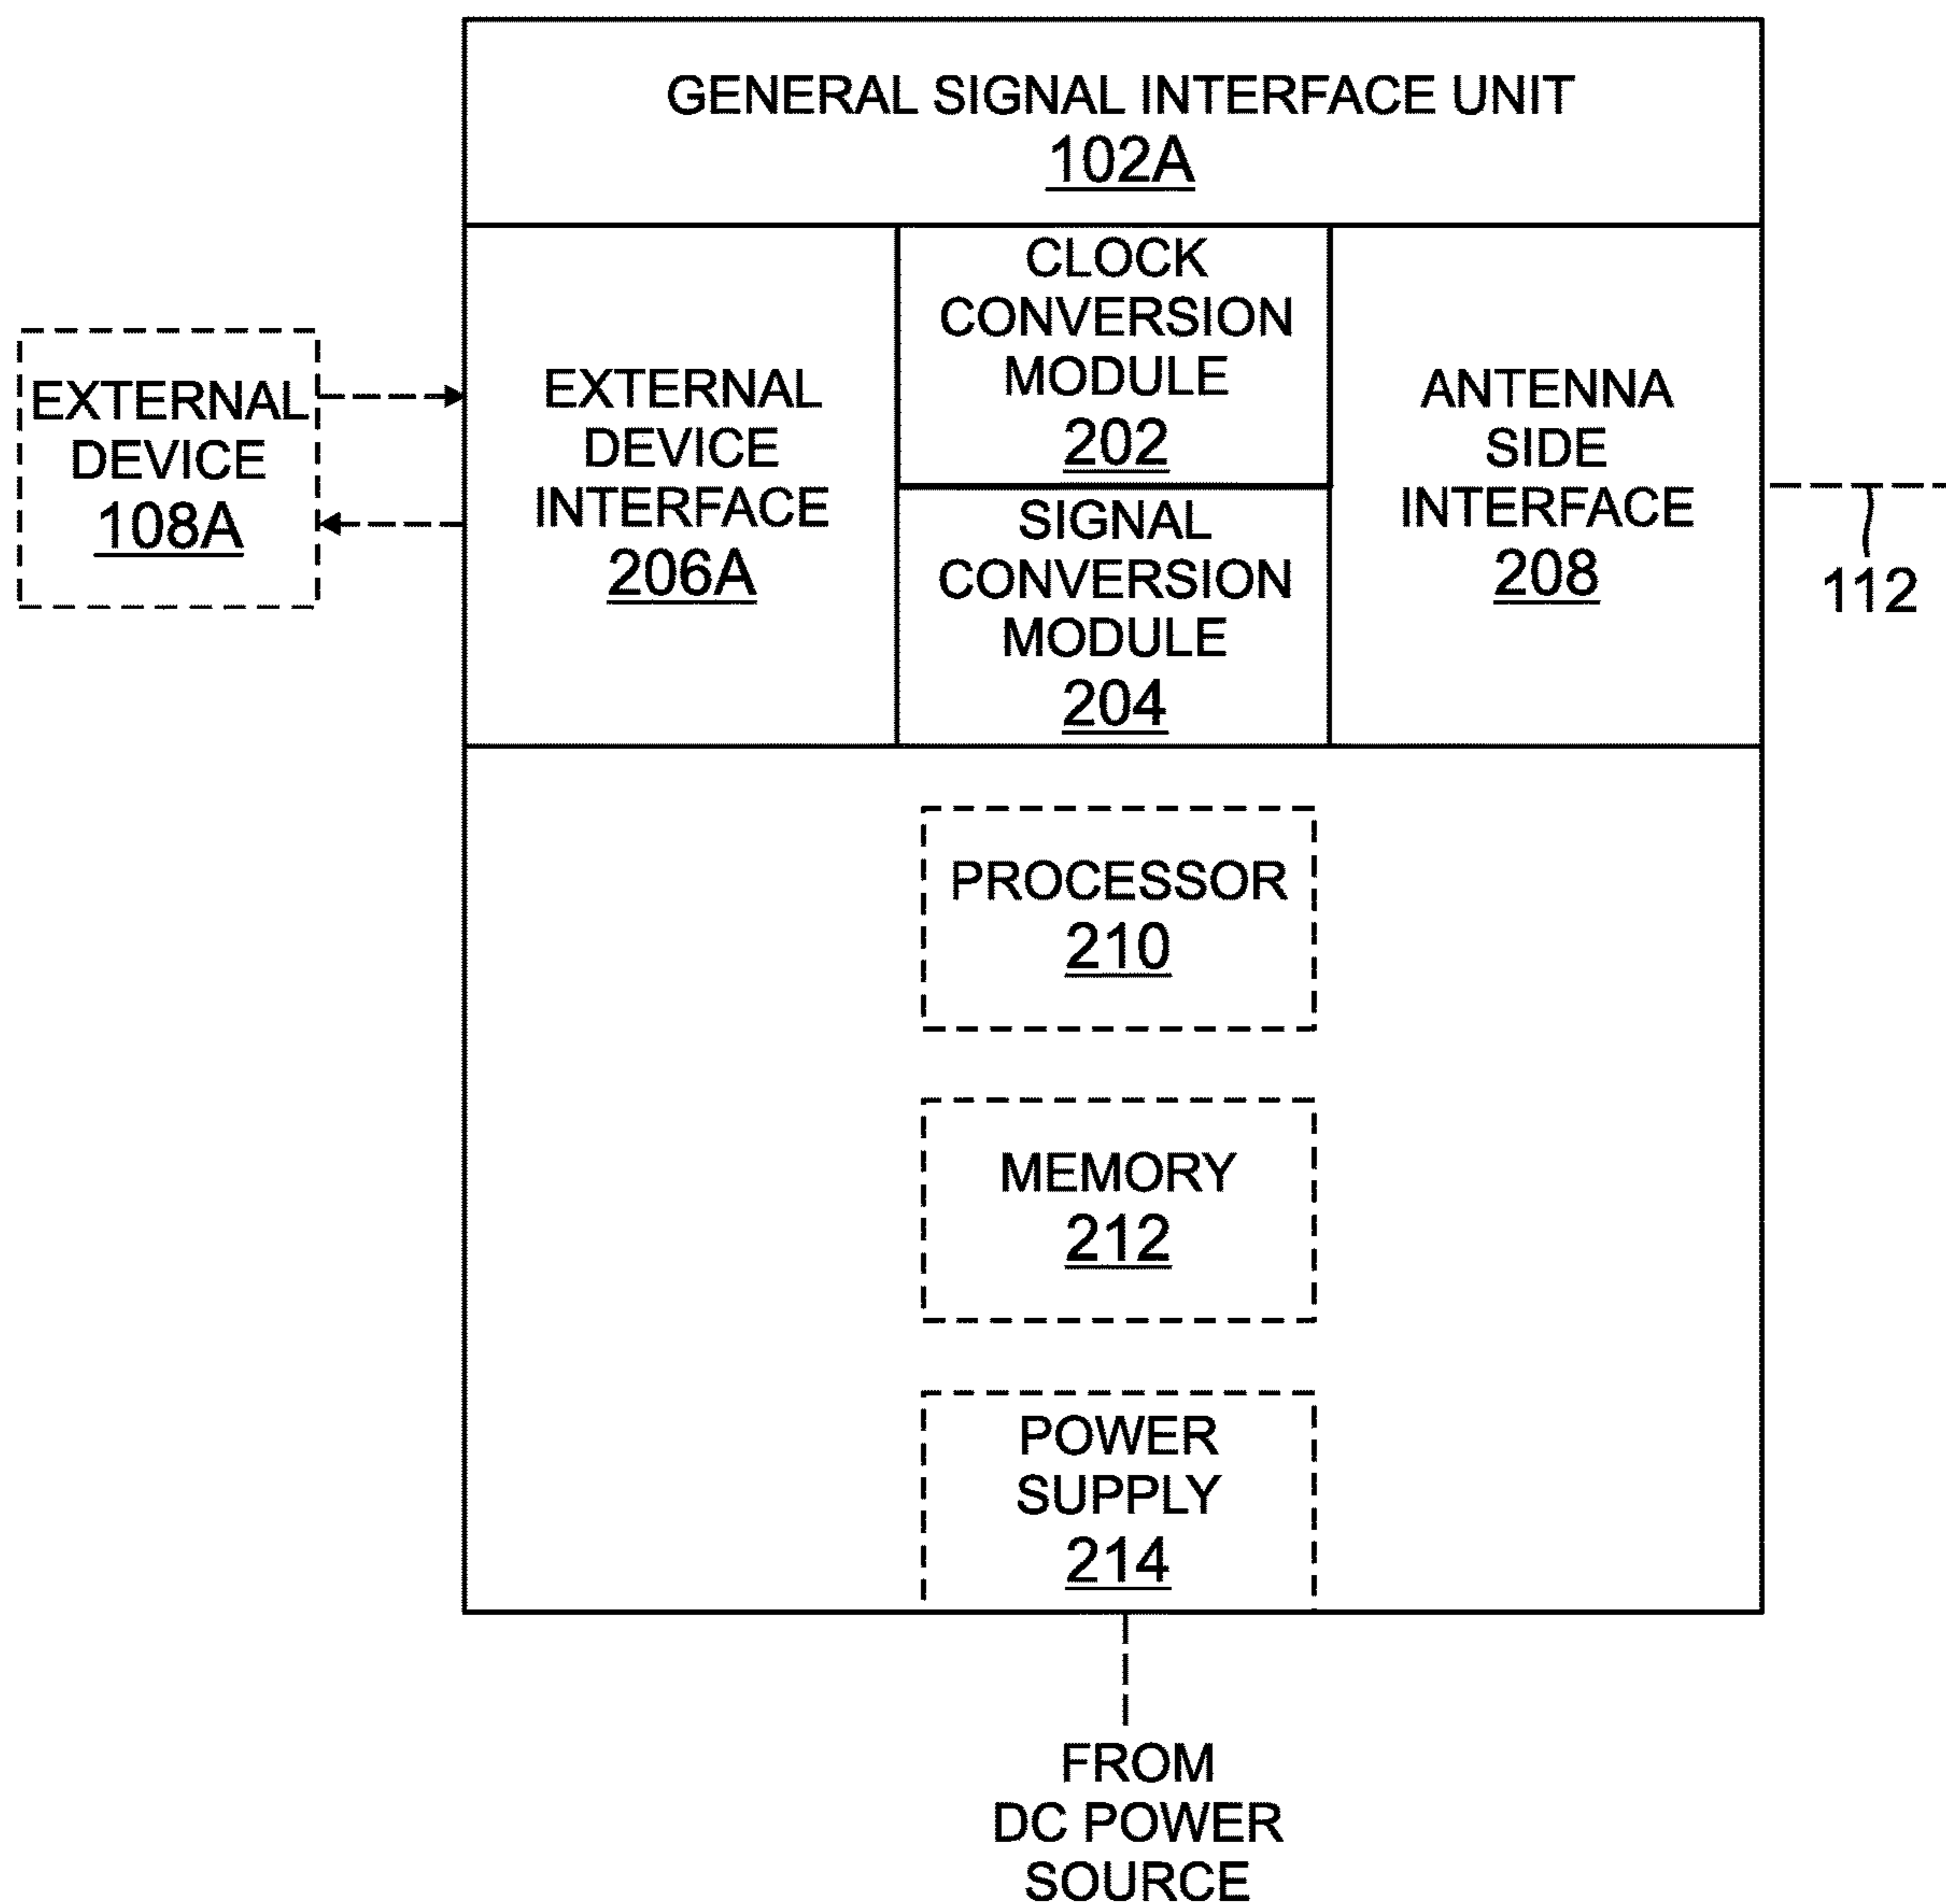 GENERAL SIGNAL INTERFACE UNIT
102A
EXTERNAL
DEVICE
108A
EXTERNAL
DEVICE
INTERFACE
206A
CLOCK
CONVERSION
MODULE
202
SIGNAL
CONVERSION
MODULE
204
ANTENNA
SIDE
INTERFACE
208
112
PROCESSOR
210
MEMORY
212
POWER
SUPPLY
214
FROM
DC POWER
SOURCE